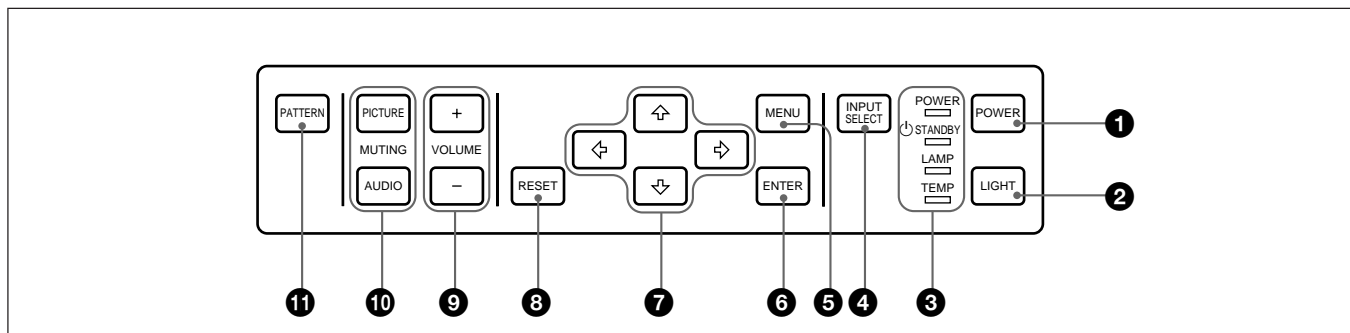 PATTERN
PICTURE
MUTING
AUDIO
+
VOLUME
−
RESET
MENU
ENTER
INPUT
SELECT
POWER
STANDBY
LAMP
TEMP
POWER
LIGHT
1
2
11
10
9
8
7
6
5
4
3